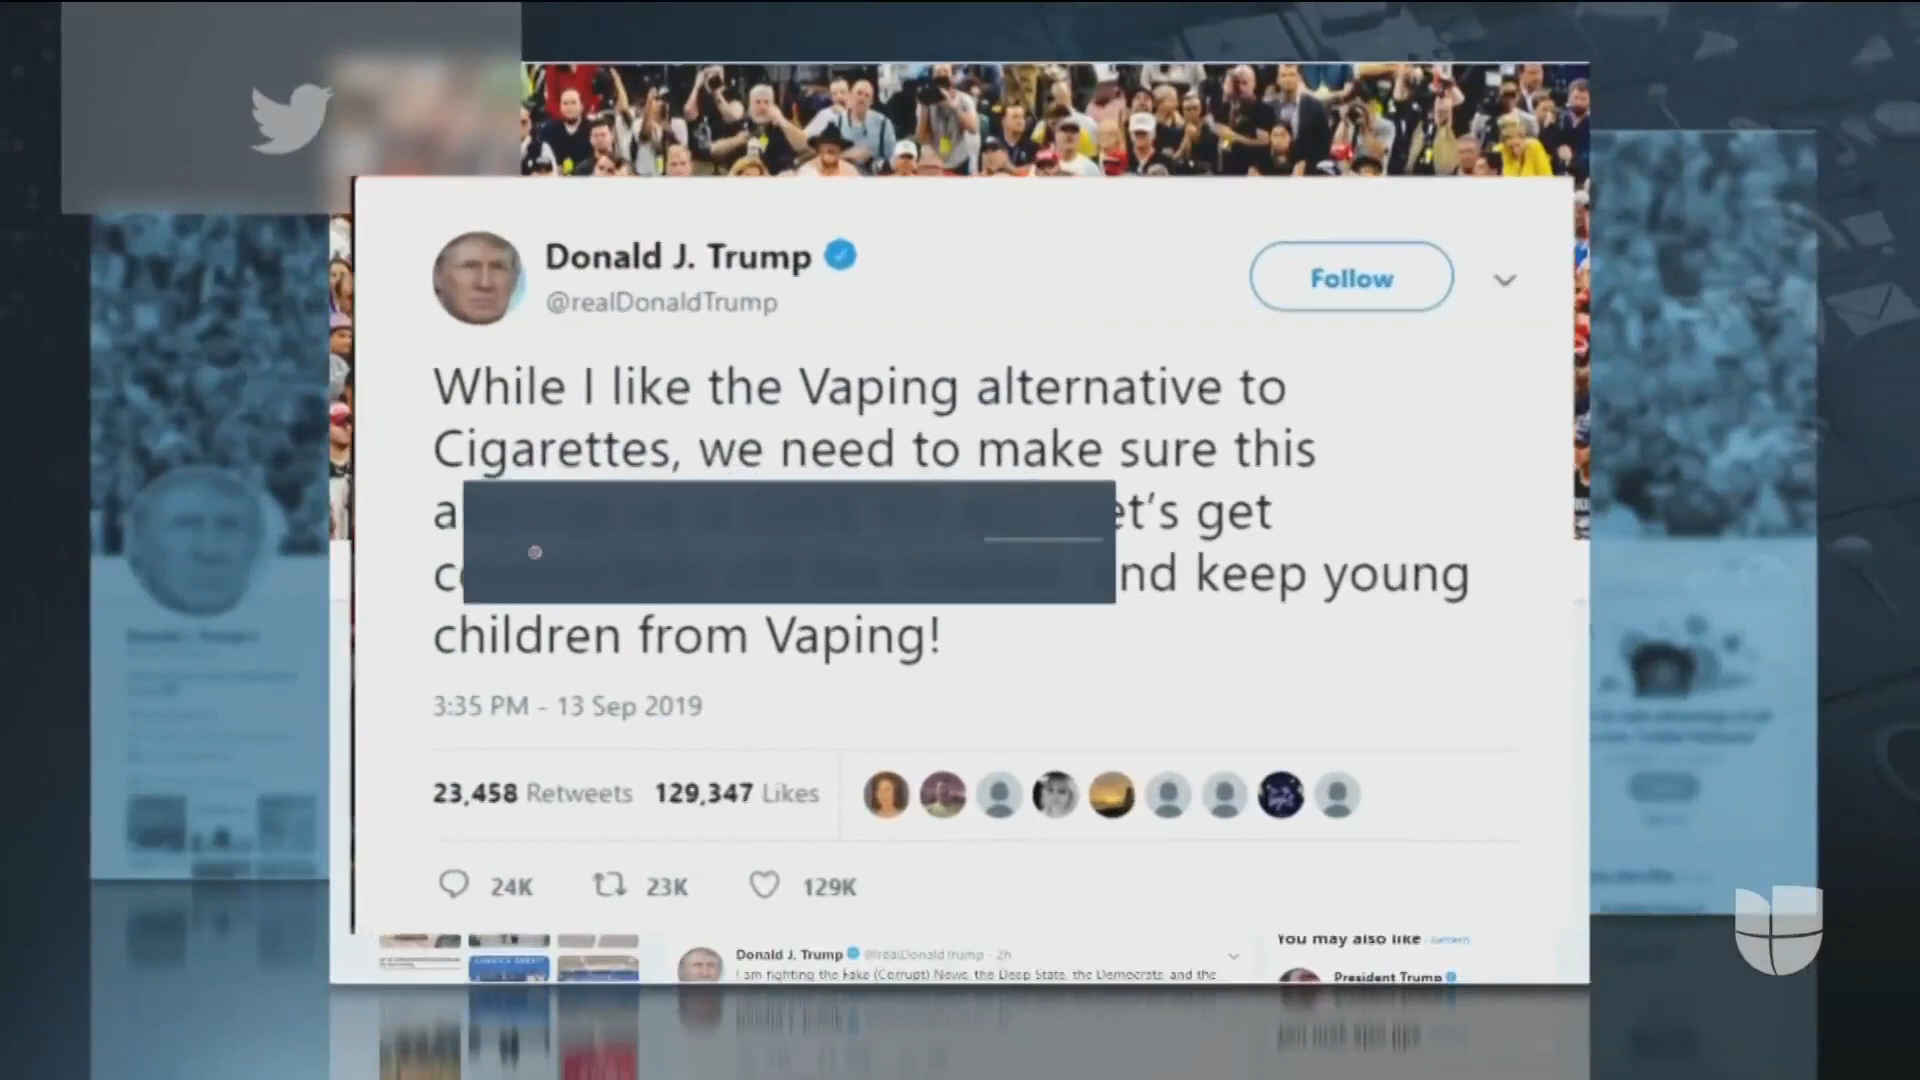 Donald J. Trump
@realDonaldTrump
Follow
While I like the Vaping alternative to
Cigarettes, we need to make sure this
a et's get
c nd keep young
children from Vaping!
3:35 PM - 13 Sep 2019
23,458 Retweets 129,347 Likes
24K 23K 129K
Donald J. Trump @realDonaldTrump · 2h
I am fighting the Fake (Corrupt) News, the Deep State, the Democrats, and the
You may also like
President Trump